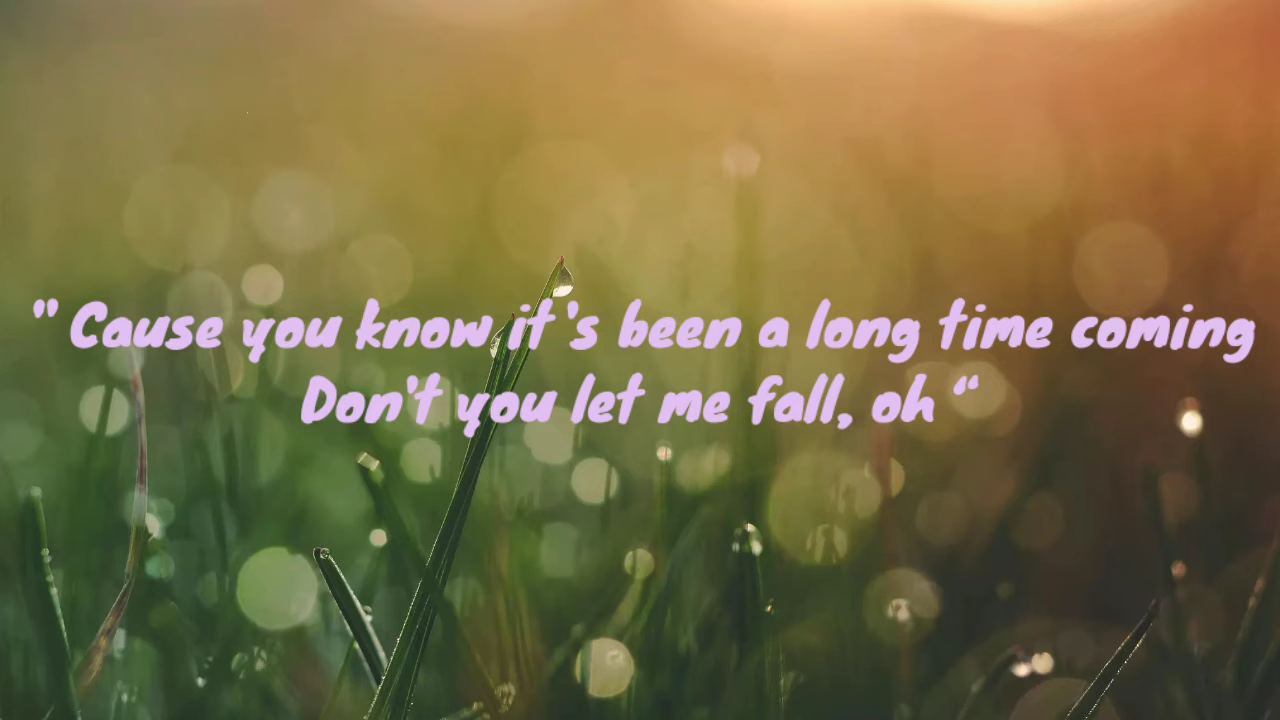 " Cause you know it's been a long time coming
Don't you let me fall, oh “